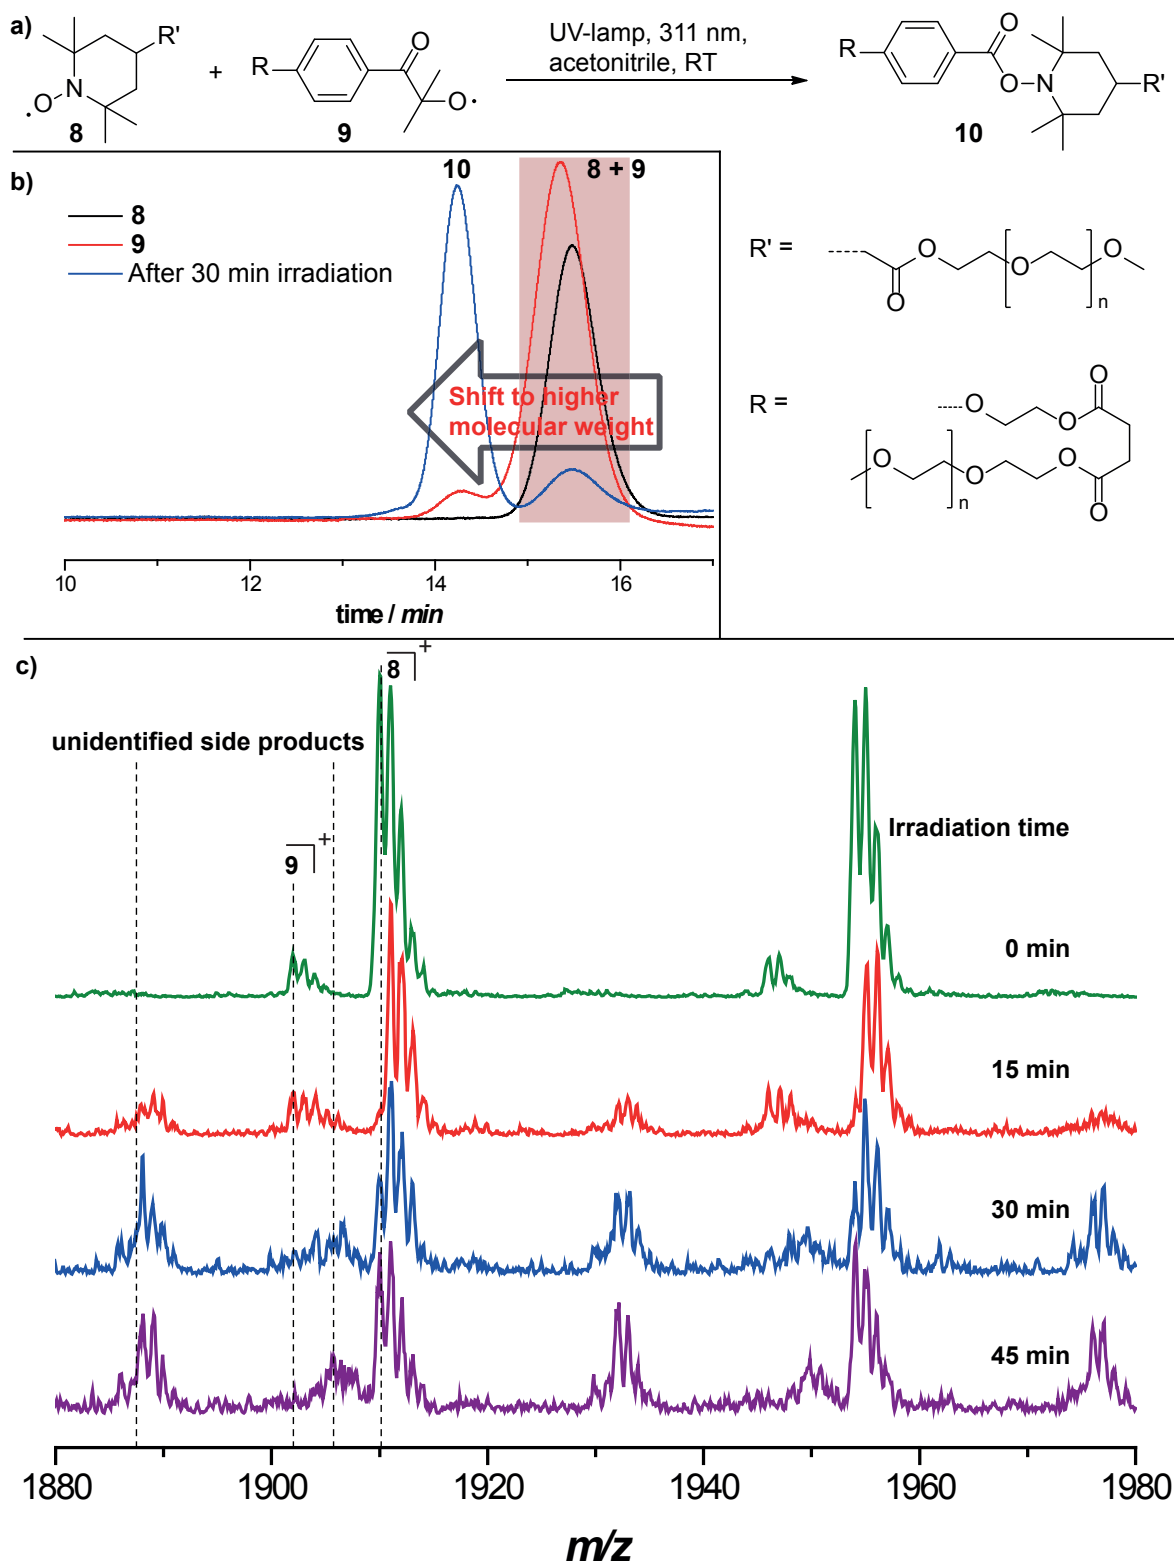 a)
R'
N
O
·
8
+
R
O
O·
9
UV-lamp, 311 nm,
acetonitrile, RT
R
O
O
N
R'
10
b)
10
8 + 9
8
9
After 30 min irradiation
Shift to higher
molecular weight
10 12 14 16
time / min
R' =
O
O
O
O
n
R =
O
O
O
O
O
O
O
n
c)
8 +
unidentified side products
9 +
Irradiation time
0 min
15 min
30 min
45 min
1880 1900 1920 1940 1960 1980
m/z